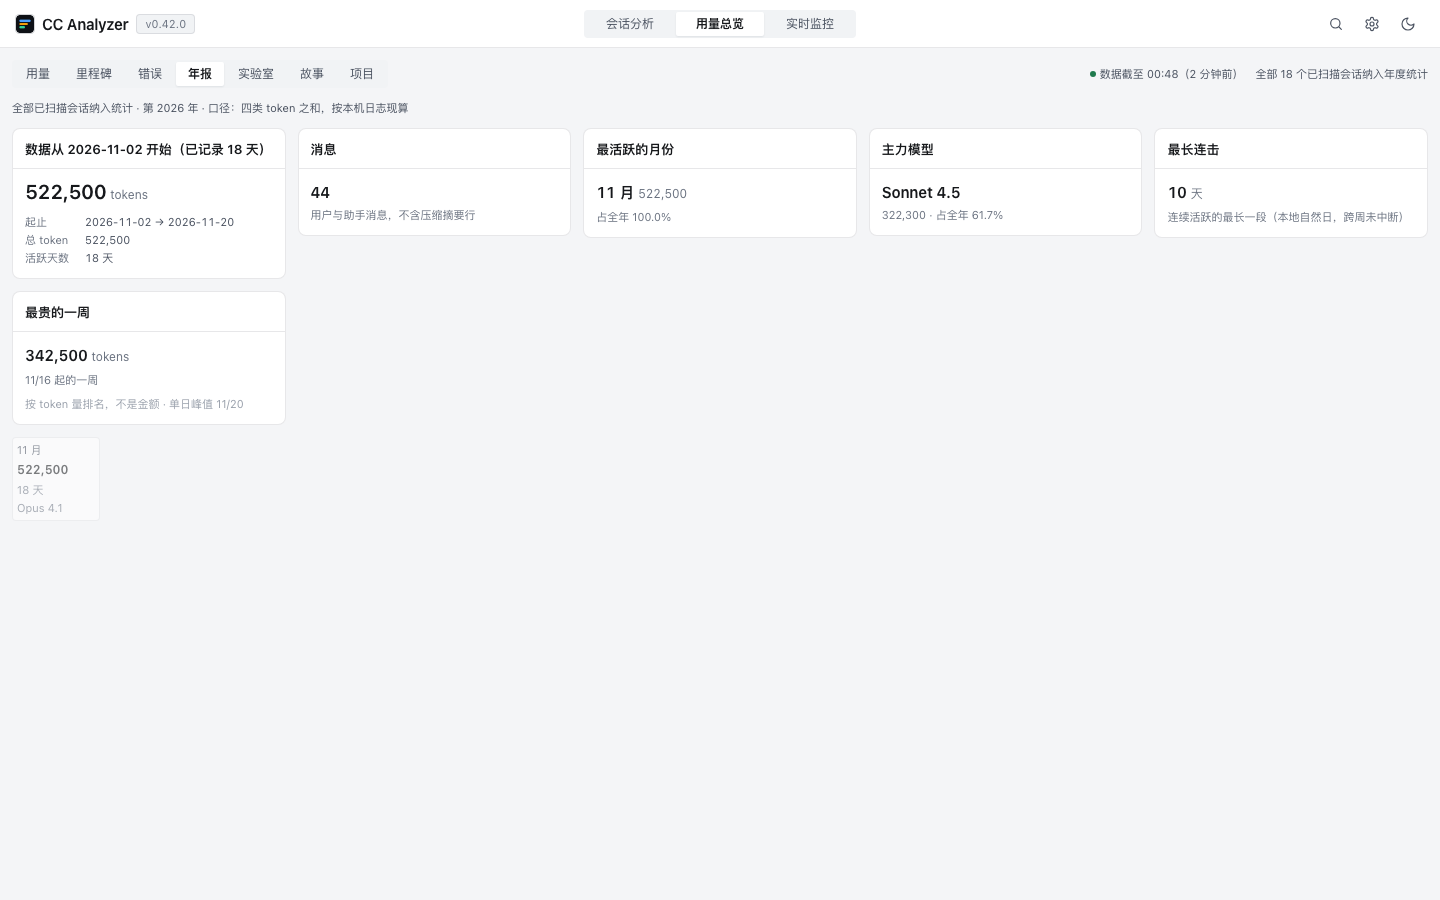 CC Analyzer v0.42.0
会话分析 用量总览 实时监控
用量 里程碑 错误 年报 实验室 故事 项目
数据截至 00:48（2 分钟前） 全部 18 个已扫描会话纳入年度统计
全部已扫描会话纳入统计 · 第 2026 年 · 口径：四类 token 之和，按本机日志现算
数据从 2026-11-02 开始（已记录 18 天）
522,500 tokens
起止 2026-11-02 → 2026-11-20
总 token 522,500
活跃天数 18 天
消息
44
用户与助手消息，不含压缩摘要行
最活跃的月份
11 月 522,500
占全年 100.0%
主力模型
Sonnet 4.5
322,300 · 占全年 61.7%
最长连击
10 天
连续活跃的最长一段（本地自然日，跨周未中断）
最贵的一周
342,500 tokens
11/16 起的一周
按 token 量排名，不是金额 · 单日峰值 11/20
11 月
522,500
18 天
Opus 4.1